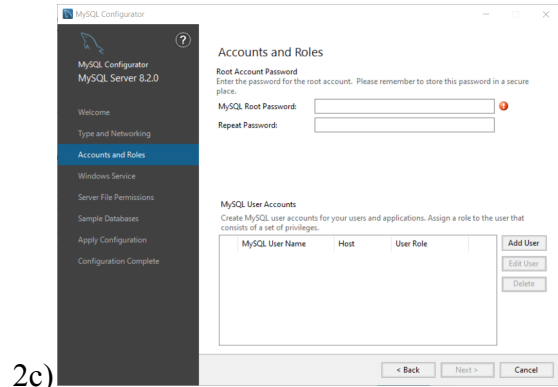 MySQL Configurator
MySQL Configurator
MySQL Server 8.2.0
Welcome
Type and Networking
Accounts and Roles
Windows Service
Server File Permissions
Sample Databases
Apply Configuration
Configuration Complete
?
Accounts and Roles
Root Account Password
Enter the password for the root account. Please remember to store this password in a secure
place.
MySQL Root Password:
Repeat Password:
MySQL User Accounts
Create MySQL user accounts for your users and applications. Assign a role to the user that
consists of a set of privileges.
MySQL User Name Host User Role
Add User
Edit User
Delete
< Back Next > Cancel
2c)